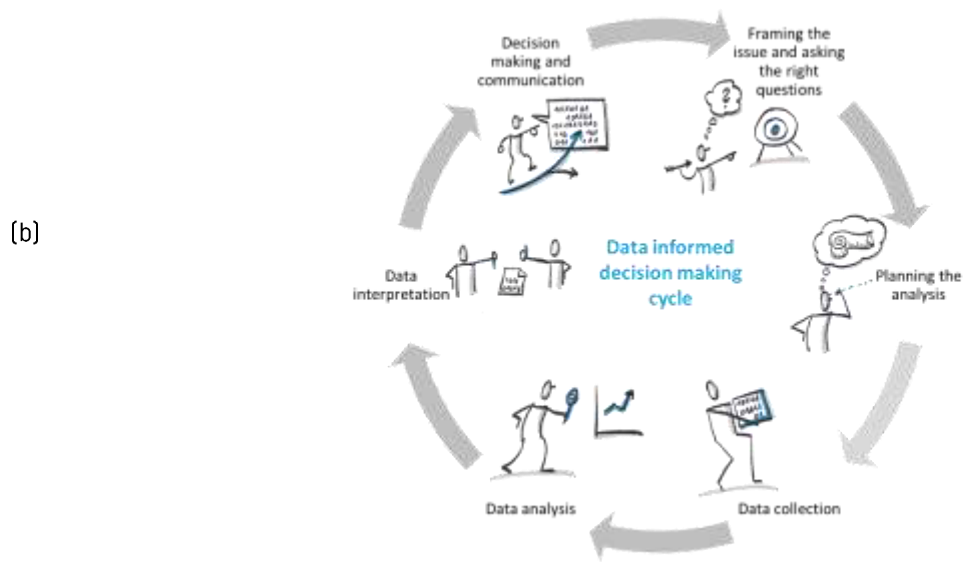 Decision
making and
communication
Framing the
issue and asking
the right
questions
?
(b)
Data informed
decision making
cycle
Planning the
analysis
Data
interpretation
Data analysis
Data collection